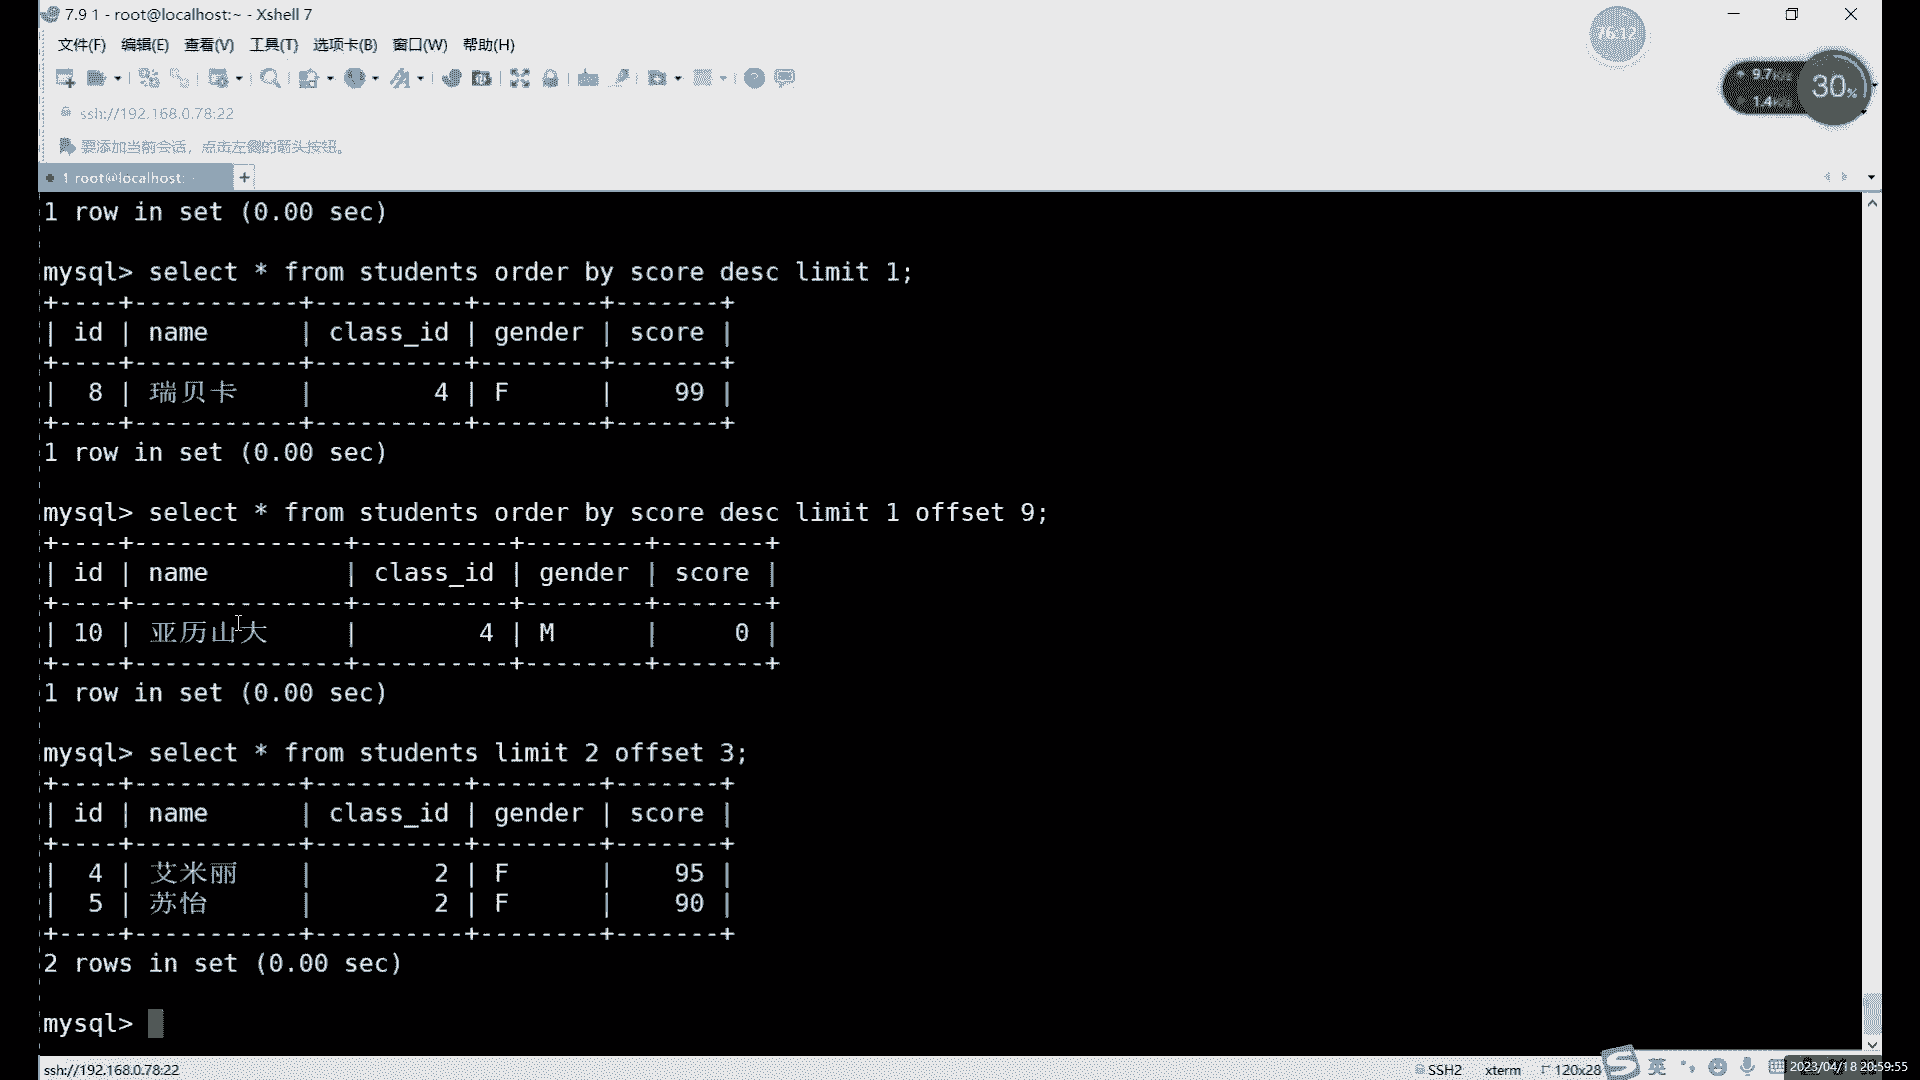 7.9 1 - root@localhost:~ - Xshell 7
76:12
文件(F) 编辑(E) 查看(V) 工具(T) 选项卡(B) 窗口(W) 帮助(H)
9.7K/s
1.4K/s
30%
ssh://192.168.0.78:22
要添加当前会话，点击左侧的箭头按钮。
1 root@localhost:~
+
1 row in set (0.00 sec)
mysql> select * from students order by score desc limit 1;
+----+-----------+----------+--------+-------+
| id | name      | class_id | gender | score |
+----+-----------+----------+--------+-------+
|  8 | 瑞贝卡    |        4 | F      |    99 |
+----+-----------+----------+--------+-------+
1 row in set (0.00 sec)
mysql> select * from students order by score desc limit 1 offset 9;
+----+--------------+----------+--------+-------+
| id | name         | class_id | gender | score |
+----+--------------+----------+--------+-------+
| 10 | 亚历山大     |        4 | M      |     0 |
+----+--------------+----------+--------+-------+
1 row in set (0.00 sec)
mysql> select * from students limit 2 offset 3;
+----+-----------+----------+--------+-------+
| id | name      | class_id | gender | score |
+----+-----------+----------+--------+-------+
|  4 | 艾米丽    |        2 | F      |    95 |
|  5 | 苏怡      |        2 | F      |    90 |
+----+-----------+----------+--------+-------+
2 rows in set (0.00 sec)
mysql>
ssh://192.168.0.78:22 SSH2 xterm 120x28 英 2023/04/18 20:59:55